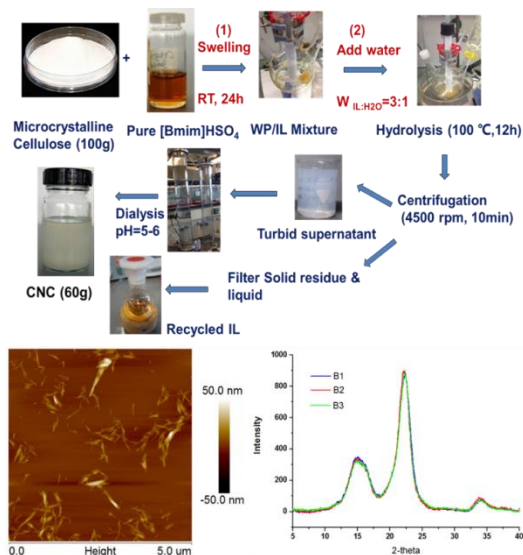 (1)
Swelling
RT, 24h
(2)
Add water
W IL:H2O=3:1
+
Microcrystalline
Cellulose (100g)
Pure [Bmim]HSO4
WP/IL Mixture
Hydrolysis (100 ℃,12h)
Centrifugation
(4500 rpm, 10min)
Turbid supernatant
Dialysis
pH=5-6
CNC (60g)
Filter Solid residue &
liquid
Recycled IL
50.0 nm
-50.0 nm
0.0 Height 5.0 um
B1
B2
B3
Intensity
1000
800
600
400
200
0
5 10 15 20 25 30 35 40
2-theta